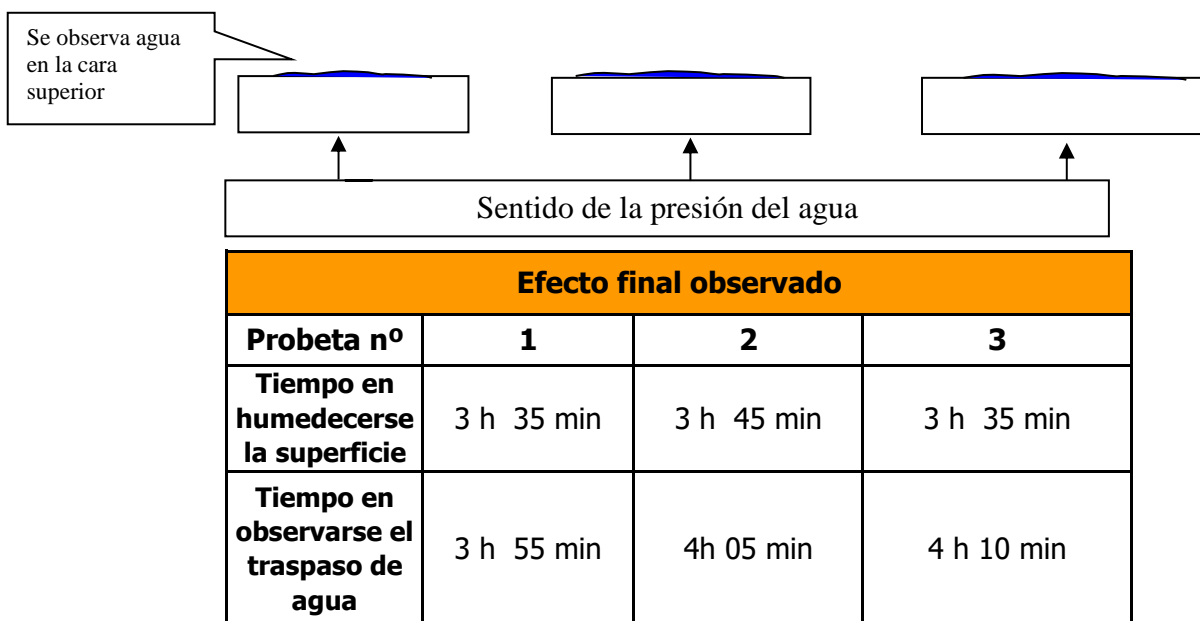 Se observa agua
en la cara
superior
Sentido de la presión del agua
Efecto final observado
Probeta nº 1 2 3
Tiempo en
humedecerse
la superficie
3 h 35 min 3 h 45 min 3 h 35 min
Tiempo en
observarse el
traspaso de
agua
3 h 55 min 4h 05 min 4 h 10 min